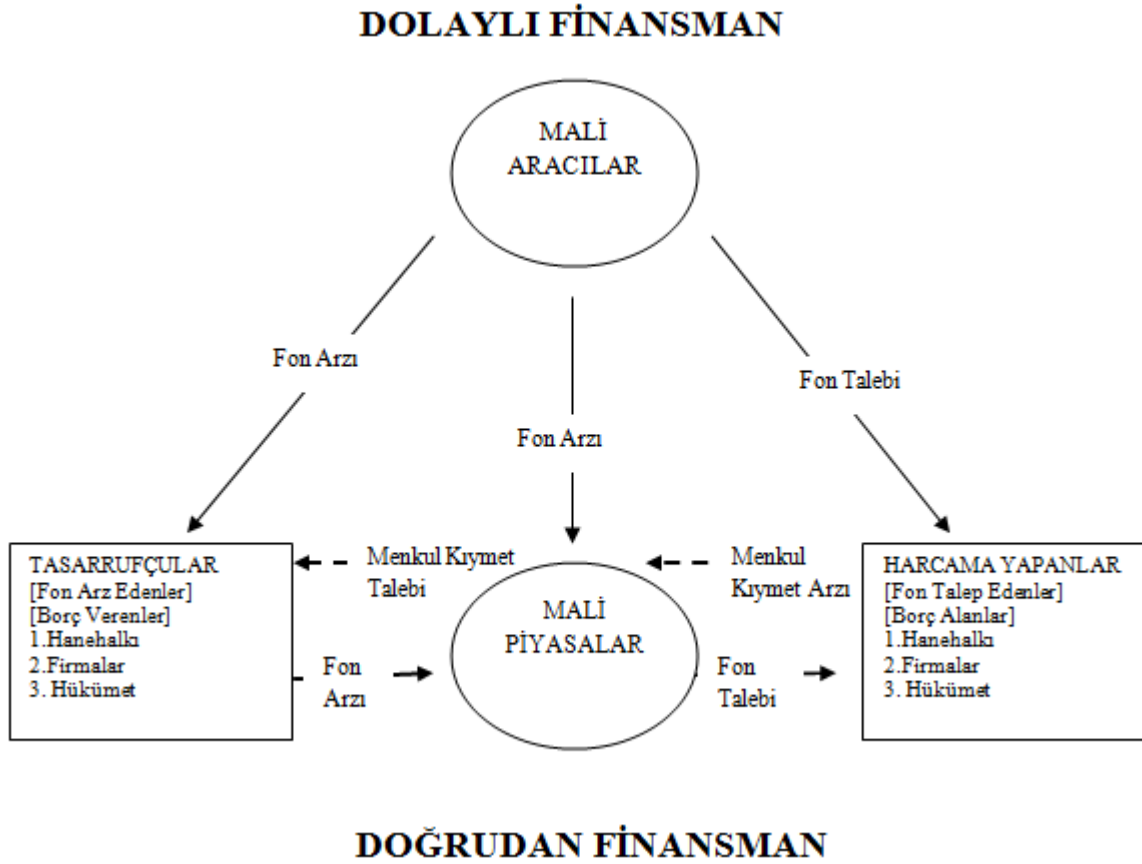 DOLAYLI FİNANSMAN
MALİ
ARACILAR
Fon Arzı
Fon Talebi
Fon Arzı
TASARRUFÇULAR
[Fon Arz Edenler]
[Borç Verenler]
1.Hanehalkı
2.Firmalar
3. Hükümet
Menkul Kıymet
Talebi
Fon
Arzı
MALİ
PİYASALAR
Menkul
Kıymet Arzı
Fon
Talebi
HARCAMA YAPANLAR
[Fon Talep Edenler]
[Borç Alanlar]
1.Hanehalkı
2.Firmalar
3. Hükümet
DOĞRUDAN FİNANSMAN